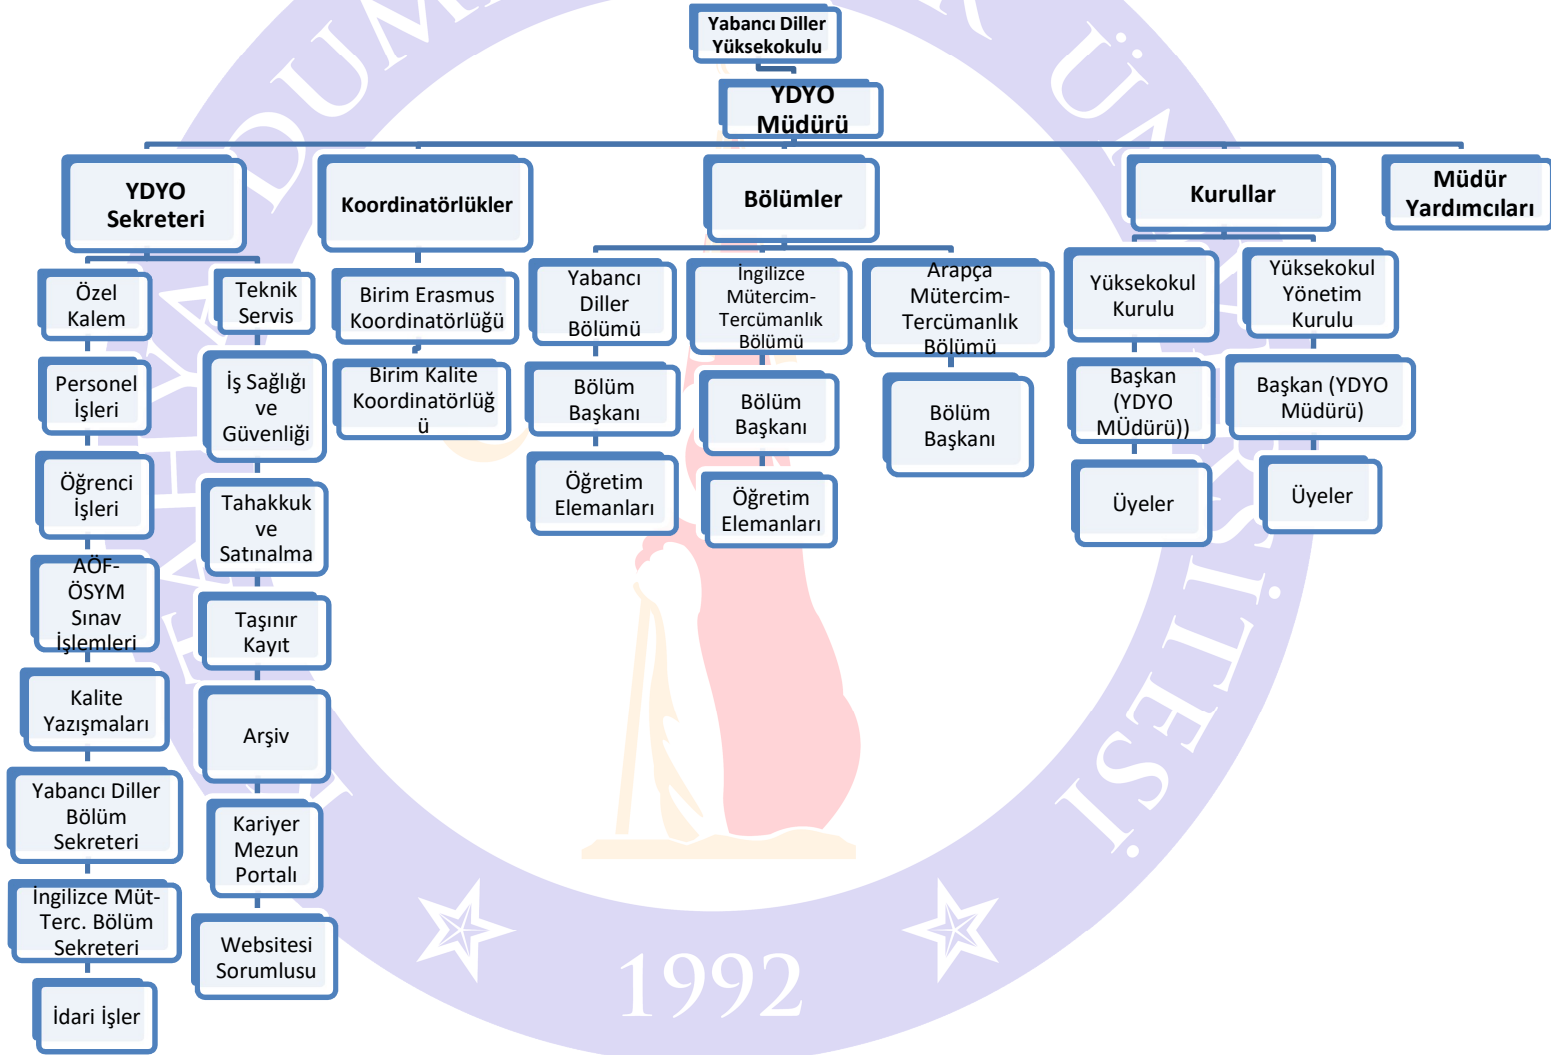 Yabancı Diller
Yüksekokulu
YDYO
Müdürü
YDYO
Sekreteri
Koordinatörlükler
Bölümler
Kurullar
Müdür
Yardımcıları
Özel
Kalem
Personel
İşleri
Öğrenci
İşleri
AÖF-
ÖSYM
Sınav
İşlemleri
Kalite
Yazışmaları
Yabancı Diller
Bölüm
Sekreteri
İngilizce Müt-
Terc. Bölüm
Sekreteri
İdari İşler
Teknik
Servis
İş Sağlığı
ve
Güvenliği
Tahakkuk
ve
Satınalma
Taşınır
Kayıt
Arşiv
Kariyer
Mezun
Portalı
Websitesi
Sorumlusu
Birim Erasmus
Koordinatörlüğü
Birim Kalite
Koordinatörlüğ
ü
Yabancı
Diller
Bölümü
Bölüm
Başkanı
Öğretim
Elemanları
İngilizce
Mütercim-
Tercümanlık
Bölümü
Bölüm
Başkanı
Öğretim
Elemanları
Arapça
Mütercim-
Tercümanlık
Bölümü
Bölüm
Başkanı
Yüksekokul
Kurulu
Başkan
(YDYO
MÜdürü))
Üyeler
Yüksekokul
Yönetim
Kurulu
Başkan (YDYO
Müdürü)
Üyeler
1992